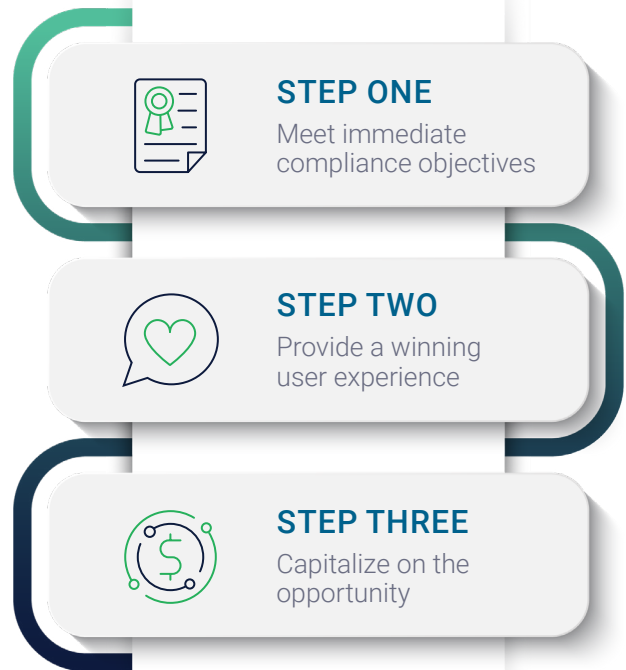 STEP ONE
Meet immediate
compliance objectives
STEP TWO
Provide a winning
user experience
$
STEP THREE
Capitalize on the
opportunity